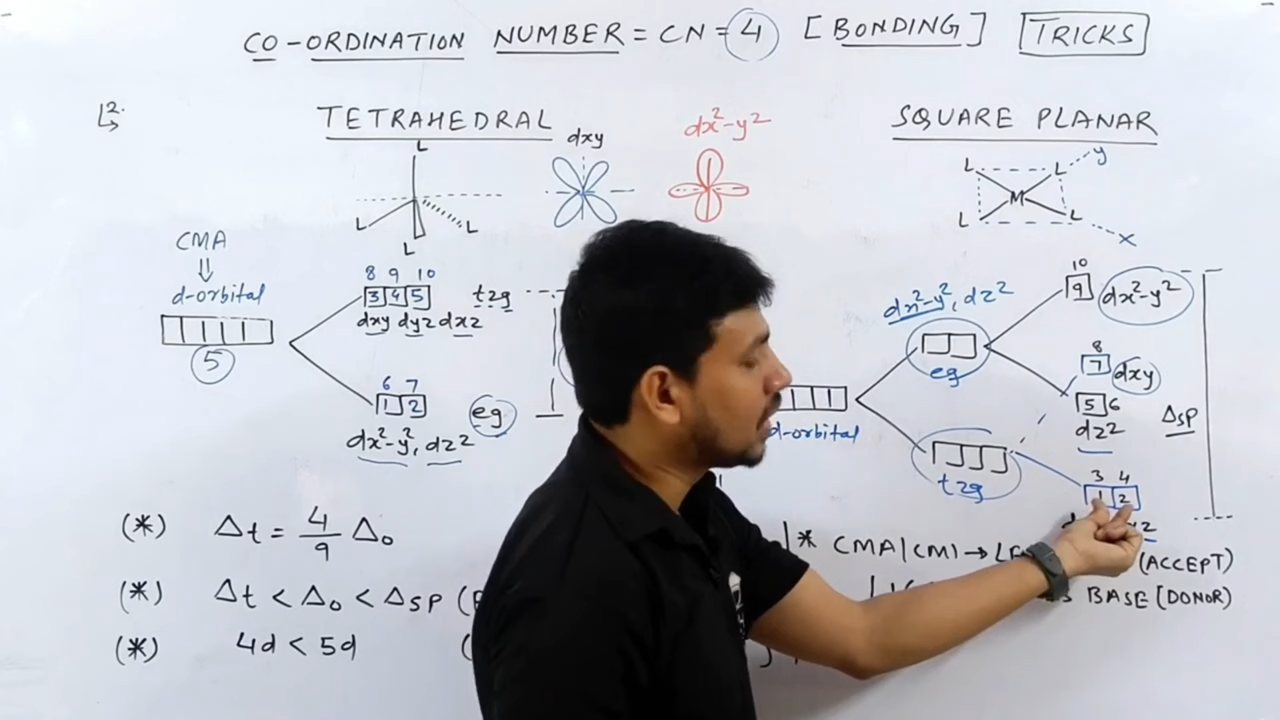 CO-ORDINATION NUMBER = CN = 4 [BONDING] TRICKS
L2.
TETRAHEDRAL
dxy
dx²-y²
SQUARE PLANAR
L
L
L
L
L
L
L
L
M
y
x
CMA
⇓
d-orbital
5
8 9 10
3 4 5 t2g
dxy dyz dxz
6 7
1 2 eg
dx²-y², dz²
d-orbital
dx²-y², dz²
eg
t2g
10
9 dx²-y²
8
7 dxy
5 6
dz²
ΔSP
3 4
1 2
(*) Δt = 4/9 Δo
(*) Δt < Δo < ΔSP
(*) 4d < 5d
* CMA/CMI →
(ACCEPT)
BASE (DONOR)